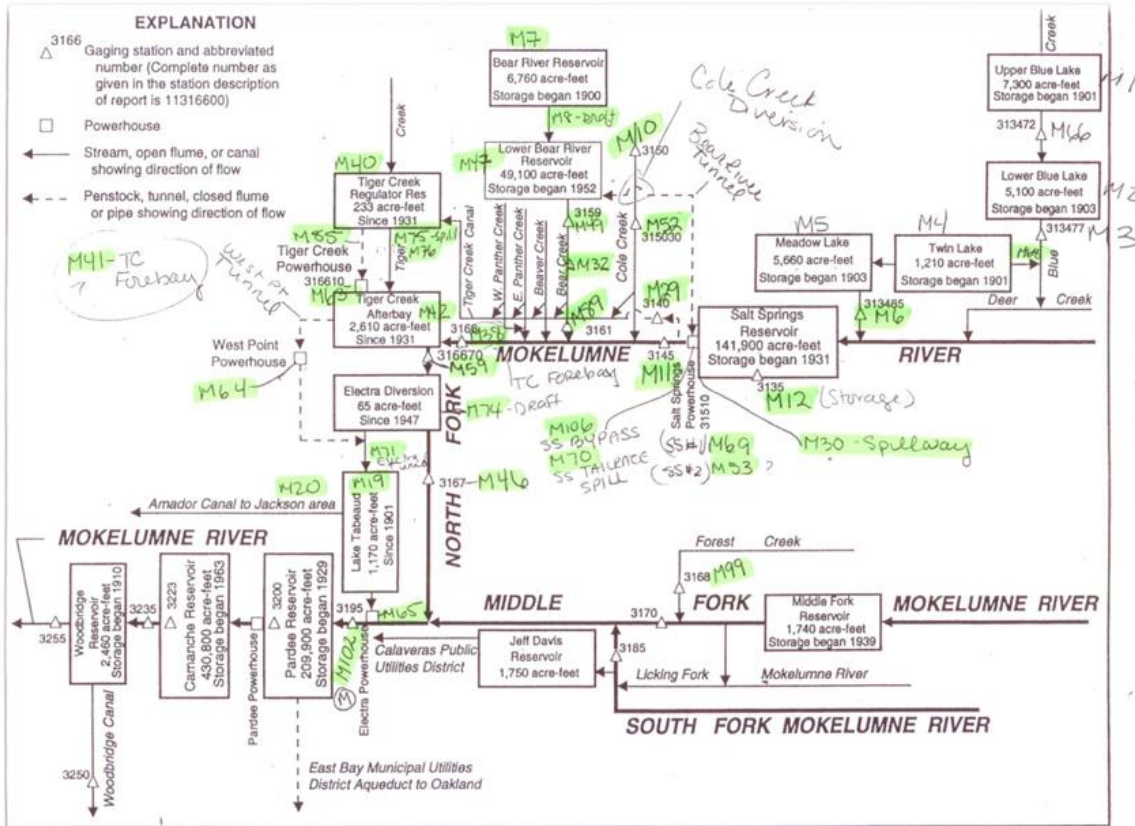 EXPLANATION
3166
Gaging station and abbreviated
number (Complete number as
given in the station description
of report is 11316600)
Powerhouse
Stream, open flume, or canal
showing direction of flow
Penstock, tunnel, closed flume
or pipe showing direction of flow
M41 - TC
Forebay
M7
Bear River Reservoir
6,760 acre-feet
Storage began 1900
M8-Draft
Cole Creek
Diversion
Bear River
Tunnel
Creek
Upper Blue Lake
7,300 acre-feet
Storage began 1901
M1
313472
M66
Lower Blue Lake
5,100 acre-feet
Storage began 1903
M2
313477
M3
Blue
Creek
M40
Tiger Creek
Regulator Res
233 acre-feet
Since 1931
M47
Lower Bear River
Reservoir
49,100 acre-feet
Storage began 1952
M10
3150
3159
M49
M52
315030
M5
Meadow Lake
5,660 acre-feet
Storage began 1903
M4
Twin Lake
1,210 acre-feet
Storage began 1901
Deer
Creek
M85
Tiger Creek
Powerhouse
316610
M63
M75-Spill
M76
Tiger
Tiger Creek Canal
W. Panther Creek
E. Panther Creek
Beaver Creek
Bear Creek
M32
Cole Creek
M29
3140
3161
313485
M6
West Pt
Tunnel
Tiger Creek
Afterbay
2,610 acre-feet
Since 1931
M42
3168
M38
TC Forebay
MOKELUMNE
3145
M11
Salt Springs
Reservoir
141,900 acre-feet
Storage began 1931
RIVER
3135
M12 (Storage)
West Point
Powerhouse
M64
316670
M59
Salt Springs
Powerhouse
31510
Electra Diversion
65 acre-feet
Since 1947
M74-Draft
FORK
M106
SS BYPASS
M70
SS TAILRACE
SPILL
(SS#1) M69
(SS#2) M53
M30-Spillway
M71
M20
M19
3167
M46
Amador Canal to Jackson area
Lake Tabeaud
1,170 acre-feet
Since 1901
NORTH
MOKELUMNE RIVER
Forest Creek
3168
M99
Woodbridge
Reservoir
2,460 acre-feet
Storage began 1910
3255
3235
3223
Camanche Reservoir
430,800 acre-feet
Storage began 1963
Pardee Powerhouse
3200
Pardee Reservoir
209,900 acre-feet
Storage began 1929
3195
M65
M102
M
Electra Powerhouse
MIDDLE
3170
FORK
Middle Fork
Reservoir
1,740 acre-feet
Storage began 1939
MOKELUMNE RIVER
Calaveras Public
Utilities District
Jeff Davis
Reservoir
1,750 acre-feet
3185
Licking Fork
Mokelumne River
SOUTH FORK MOKELUMNE RIVER
3250
Woodbridge Canal
East Bay Municipal Utilities
District Aqueduct to Oakland